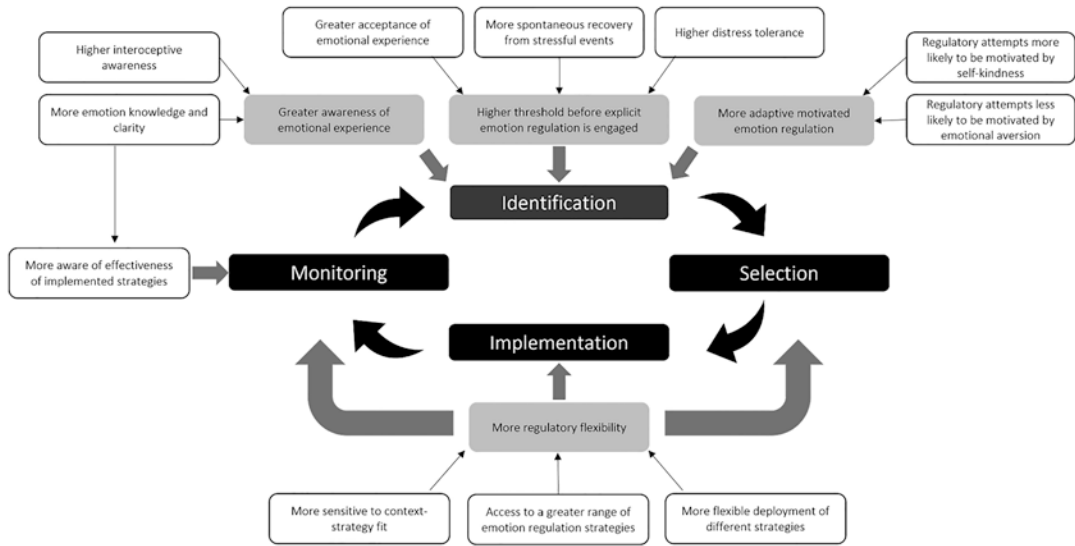 Greater acceptance of
emotional experience
More spontaneous recovery
from stressful events
Higher distress tolerance
Regulatory attempts more
likely to be motivated by
self-kindness
Higher interoceptive
awareness
More emotion knowledge and
clarity
Greater awareness of
emotional experience
Higher threshold before explicit
emotion regulation is engaged
More adaptive motivated
emotion regulation
Regulatory attempts less
likely to be motivated by
emotional aversion
Identification
More aware of effectiveness
of implemented strategies
Monitoring
Selection
Implementation
More regulatory flexibility
More sensitive to context-
strategy fit
Access to a greater range of
emotion regulation strategies
More flexible deployment of
different strategies